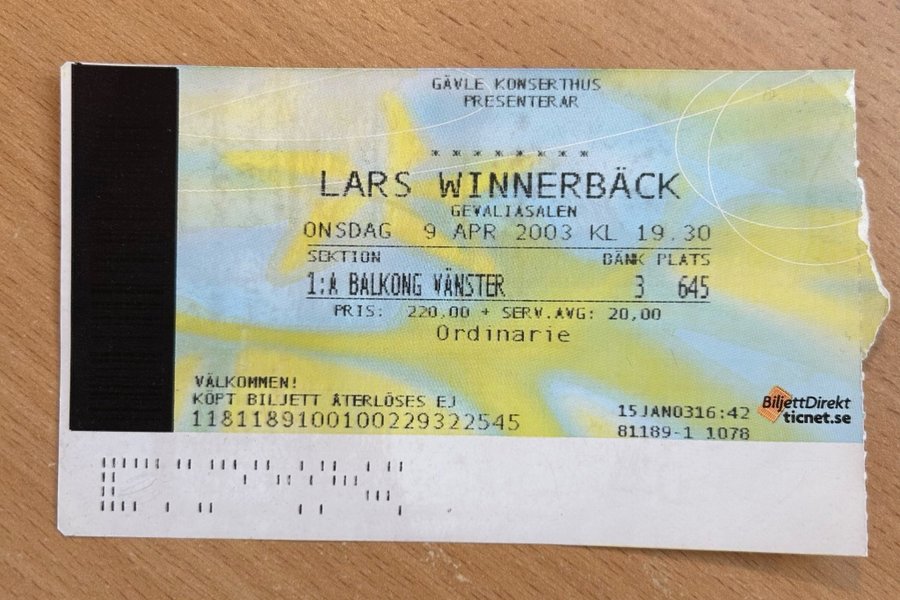 GÄVLE KONSERTHUS
PRESENTERAR
* * * * * * * *
LARS WINNERBÄCK
GEVALIASALEN
ONSDAG 9 APR 2003 KL 19.30
SEKTION BÄNK PLATS
1:A BALKONG VÄNSTER 3 645
PRIS: 220,00 + SERV.AVG: 20,00
Ordinarie
VÄLKOMMEN!
KÖPT BILJETT ÅTERLÖSES EJ
1181189100100229322545
15JAN0316:42
81189-1 1078
BiljettDirekt
ticnet.se